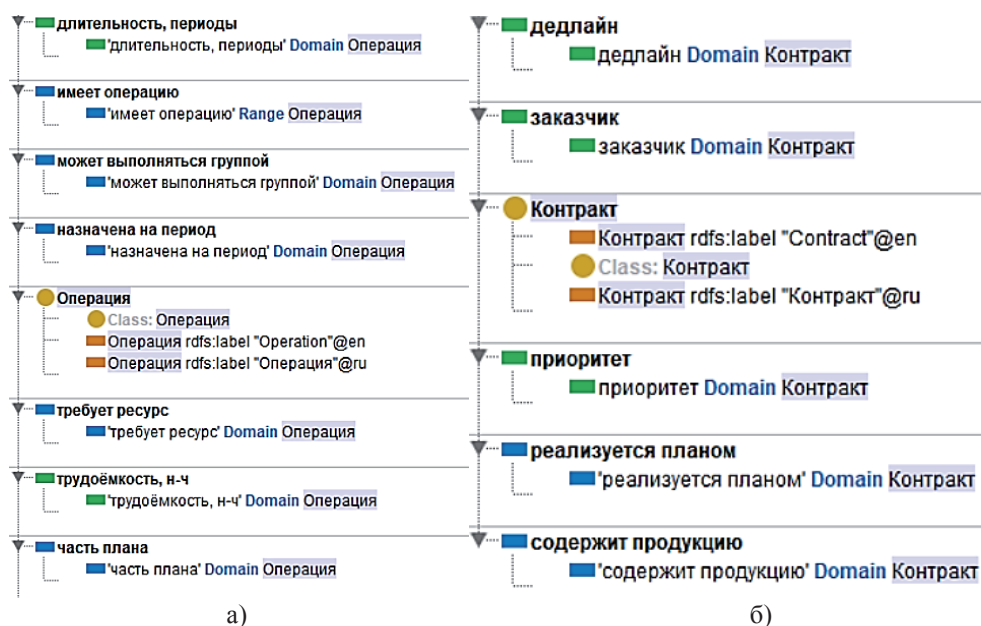 длительность, периоды
'длительность, периоды' Domain Операция
имеет операцию
'имеет операцию' Range Операция
может выполняться группой
'может выполняться группой' Domain Операция
назначена на период
'назначена на период' Domain Операция
Операция
Class: Операция
Операция rdfs:label "Operation"@en
Операция rdfs:label "Операция"@ru
требует ресурс
'требует ресурс' Domain Операция
трудоёмкость, н-ч
'трудоёмкость, н-ч' Domain Операция
часть плана
'часть плана' Domain Операция
а)
дедлайн
дедлайн Domain Контракт
заказчик
заказчик Domain Контракт
Контракт
Контракт rdfs:label "Contract"@en
Class: Контракт
Контракт rdfs:label "Контракт"@ru
приоритет
приоритет Domain Контракт
реализуется планом
'реализуется планом' Domain Контракт
содержит продукцию
'содержит продукцию' Domain Контракт
б)